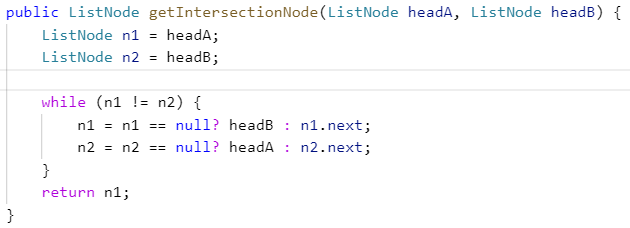 public ListNode getIntersectionNode(ListNode headA, ListNode headB) {
    ListNode n1 = headA;
    ListNode n2 = headB;
    while (n1 != n2) {
        n1 = n1 == null? headB : n1.next;
        n2 = n2 == null? headA : n2.next;
    }
    return n1;
}